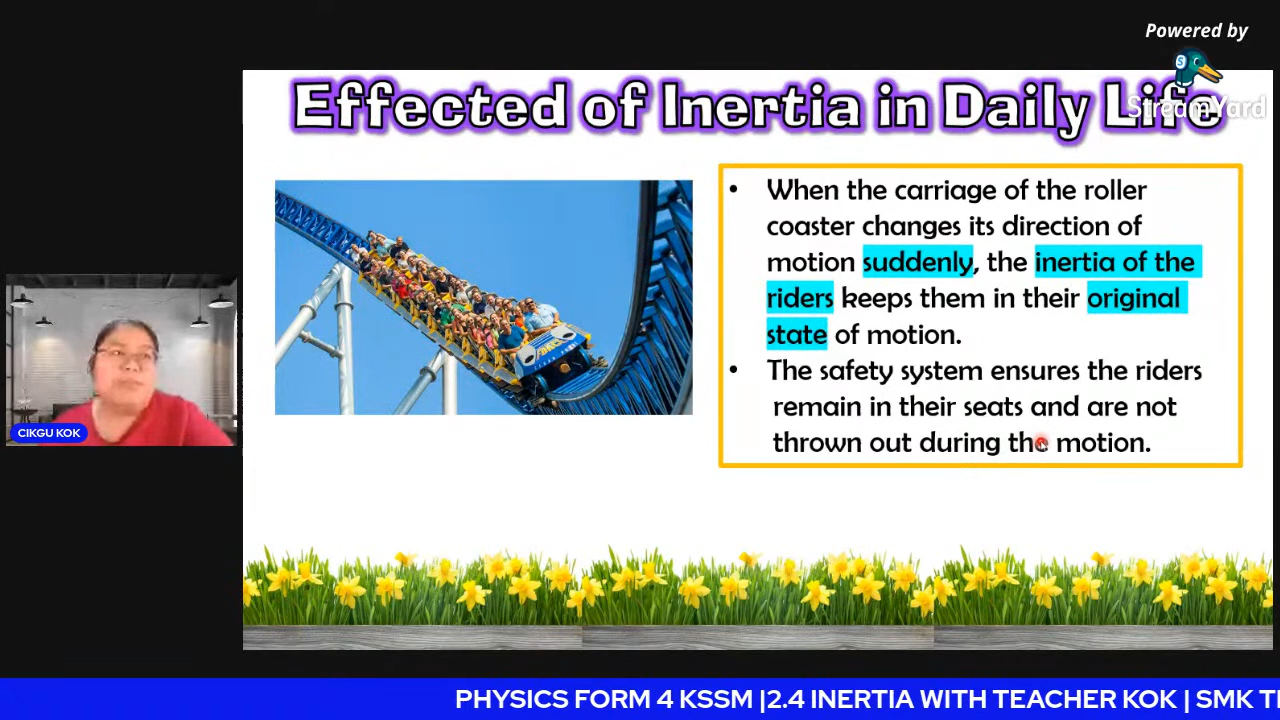 Powered by
S
StreamYard
Effected of Inertia in Daily Life
• When the carriage of the roller
coaster changes its direction of
motion suddenly, the inertia of the
riders keeps them in their original
state of motion.
• The safety system ensures the riders
remain in their seats and are not
thrown out during the motion.
CIKGU KOK
PHYSICS FORM 4 KSSM |2.4 INERTIA WITH TEACHER KOK | SMK T